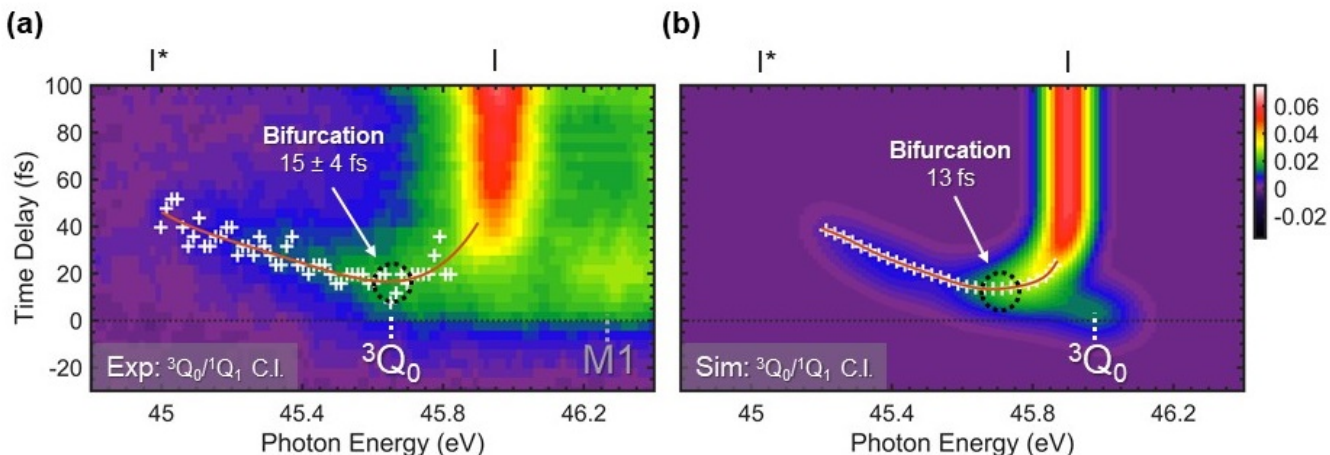 (a)
(b)
|*
|
|*
|
Time Delay (fs)
100
80
60
40
20
0
-20
Bifurcation
15 ± 4 fs
³Q₀
M1
Exp: ³Q₀/¹Q₁ C.I.
45
45.4
45.8
46.2
Photon Energy (eV)
Bifurcation
13 fs
³Q₀
Sim: ³Q₀/¹Q₁ C.I.
45
45.4
45.8
46.2
Photon Energy (eV)
0.06
0.04
0.02
0
-0.02